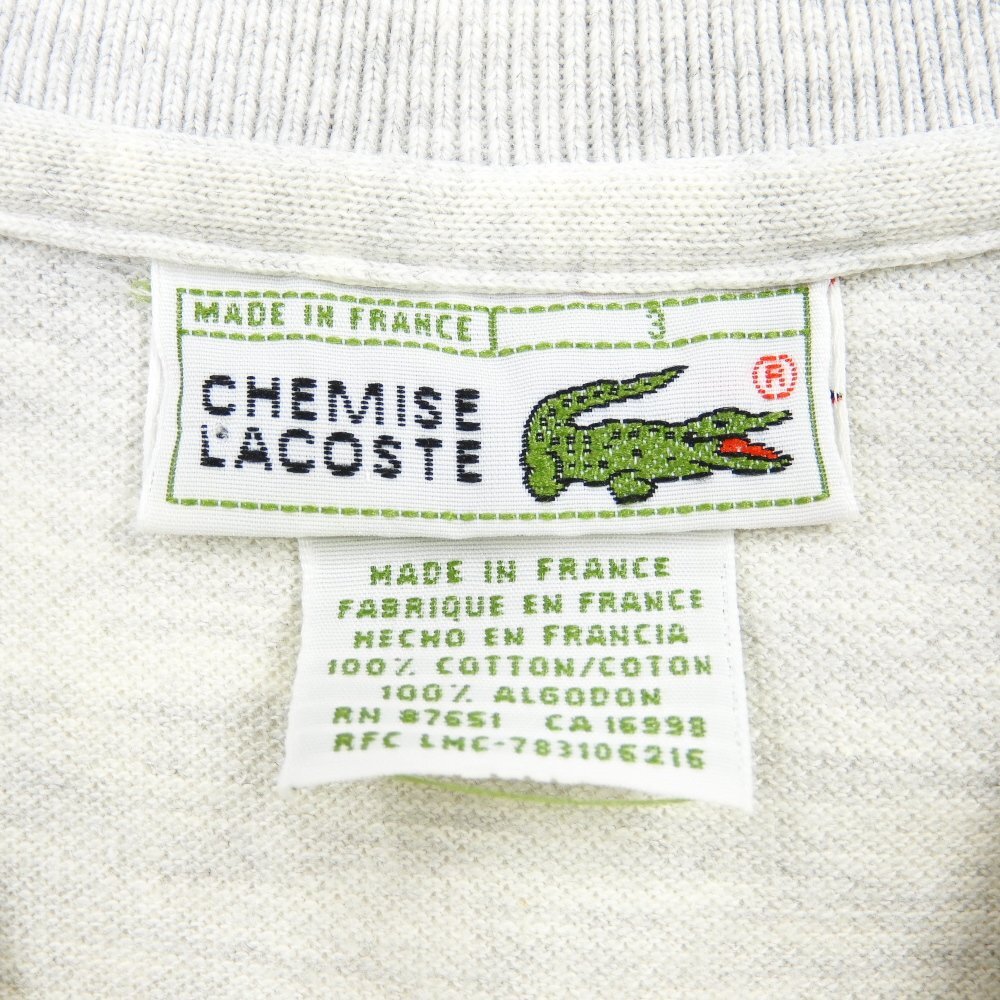 MADE IN FRANCE 3
CHEMISE
LACOSTE
®
MADE IN FRANCE
FABRIQUE EN FRANCE
HECHO EN FRANCIA
100% COTTON/COTON
100% ALGODON
RN 87651 CA 16998
RFC LMC-783106216